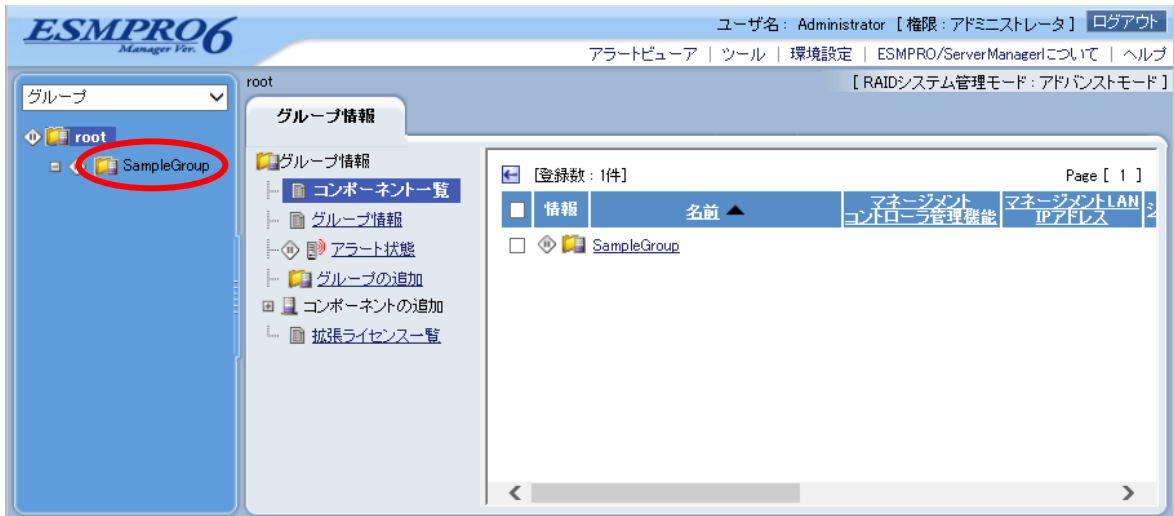 ESMPRO6
Manager Ver.
ユーザ名： Administrator [ 権限：アドミニストレータ ] ログアウト
アラートビューア | ツール | 環境設定 | ESMPRO/ServerManagerについて | ヘルプ
グループ
root
SampleGroup
root
[ RAIDシステム管理モード：アドバンストモード ]
グループ情報
グループ情報
コンポーネント一覧
グループ情報
アラート状態
グループの追加
コンポーネントの追加
拡張ライセンス一覧
[登録数：1件]
Page [ 1 ]
情報
名前 ▲
マネージメント
コントローラ管理機能
マネージメントLAN
IPアドレス
SampleGroup